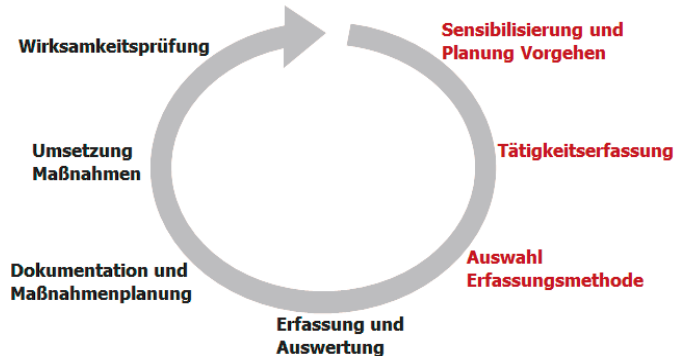 Sensibilisierung und
Planung Vorgehen
Tätigkeitserfassung
Auswahl
Erfassungsmethode
Erfassung und
Auswertung
Dokumentation und
Maßnahmenplanung
Umsetzung
Maßnahmen
Wirksamkeitsprüfung